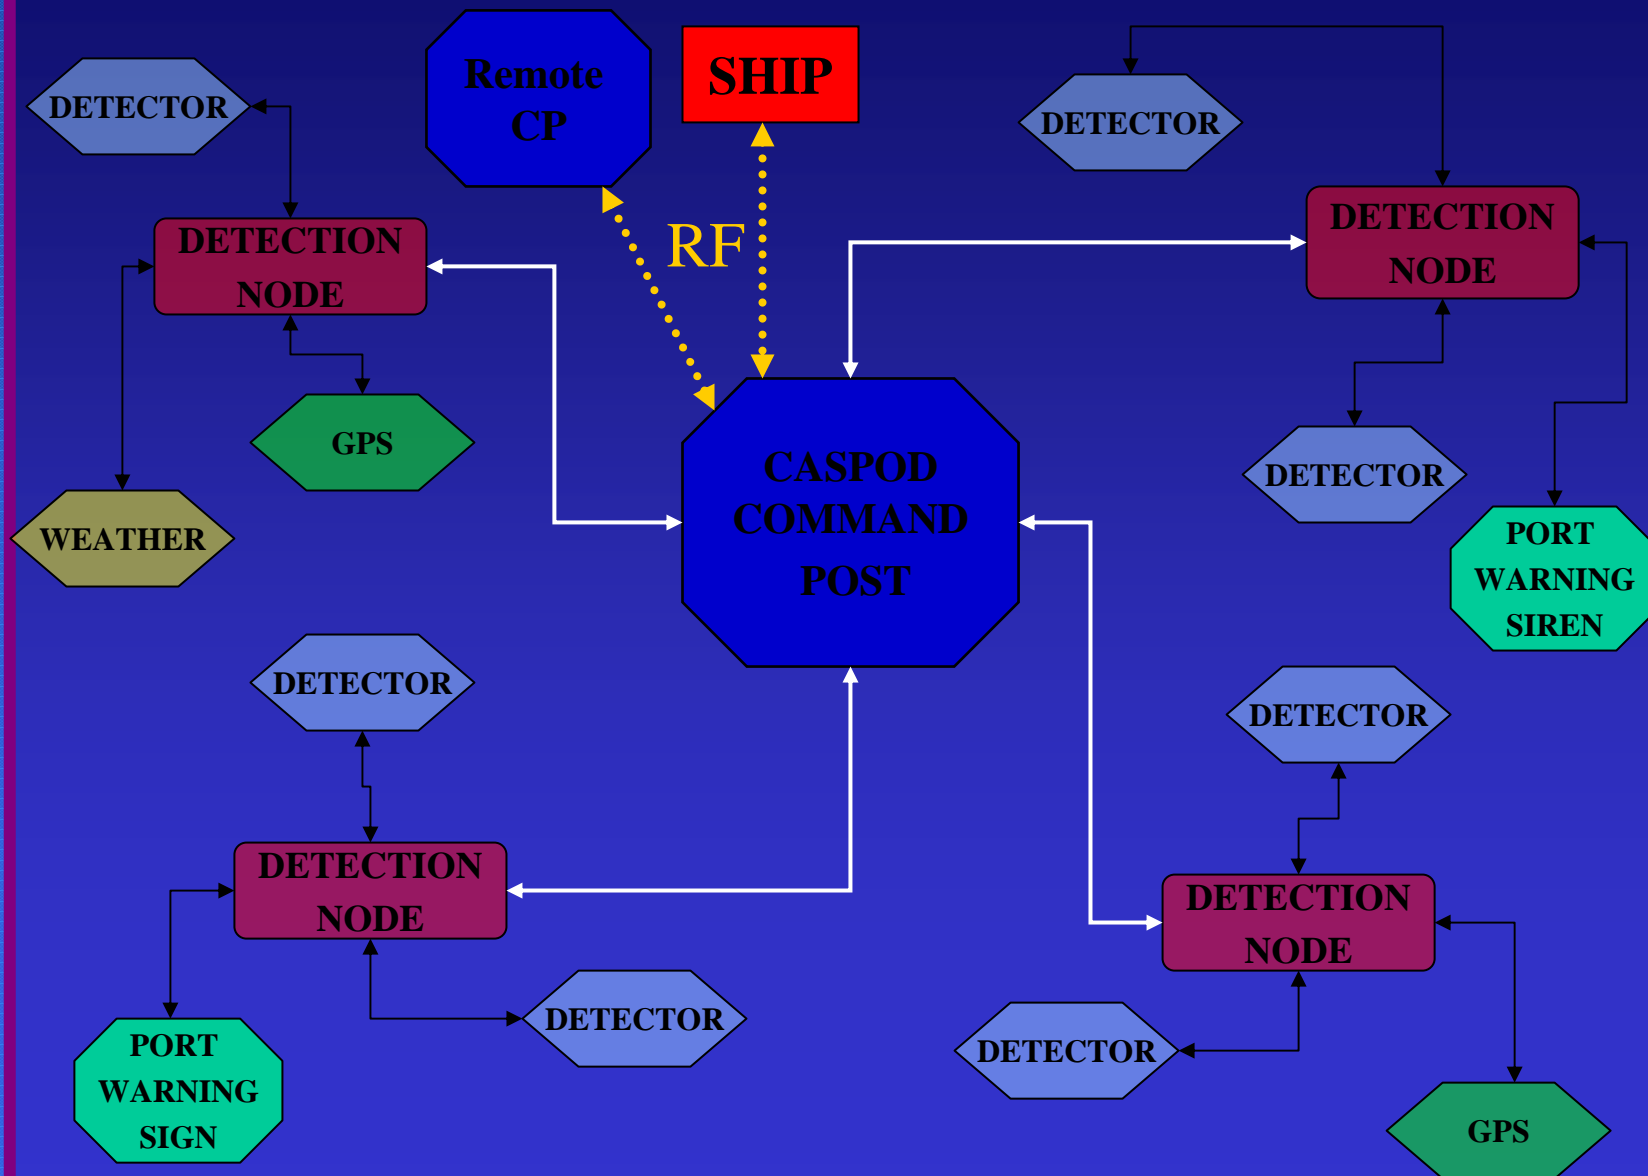 Remote
CP
SHIP
DETECTOR
DETECTOR
DETECTION
NODE
RF
DETECTION
NODE
GPS
WEATHER
CASPOD
COMMAND
POST
DETECTOR
PORT
WARNING
SIREN
DETECTOR
DETECTOR
DETECTION
NODE
DETECTION
NODE
DETECTOR
DETECTOR
PORT
WARNING
SIGN
GPS